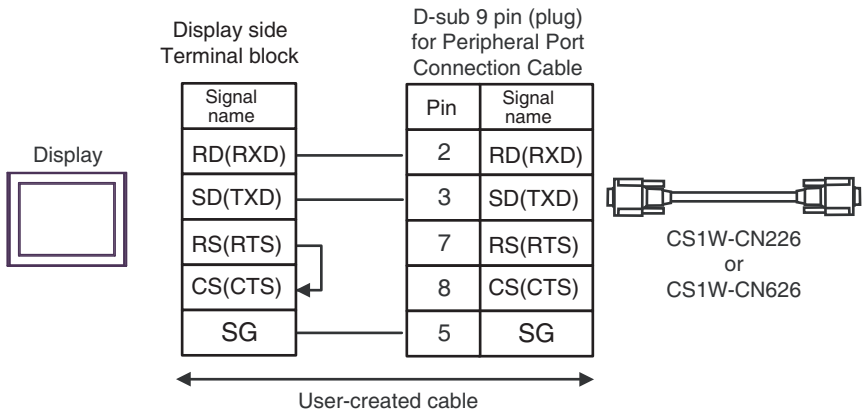 Display side
Terminal block
D-sub 9 pin (plug)
for Peripheral Port
Connection Cable
Signal
name
Pin
Signal
name
Display
RD(RXD)
2
RD(RXD)
SD(TXD)
3
SD(TXD)
RS(RTS)
7
RS(RTS)
CS(CTS)
8
CS(CTS)
SG
5
SG
CS1W-CN226
or
CS1W-CN626
User-created cable